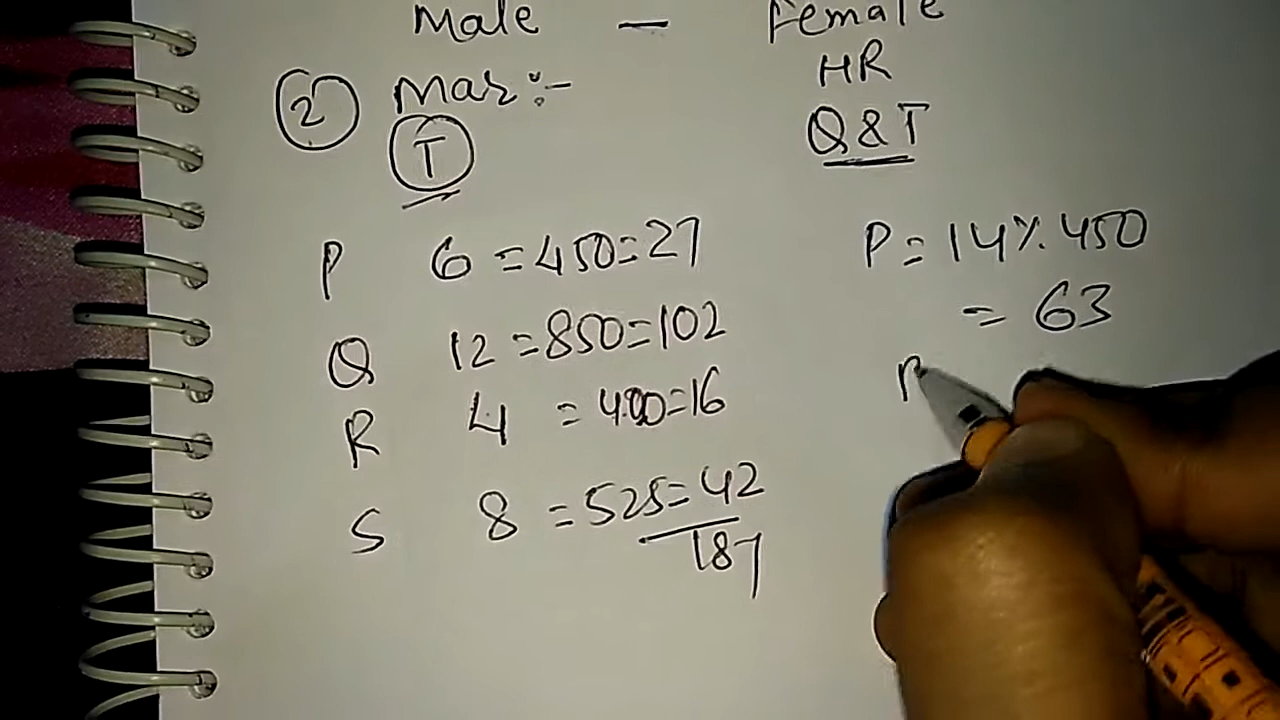 Male — Female
HR
② Mar:-
Q&T
T
P 6 = 450 = 27
Q 12 = 850 = 102
R 4 = 400 = 16
S 8 = 525 = 42
187
P = 14% 450
= 63